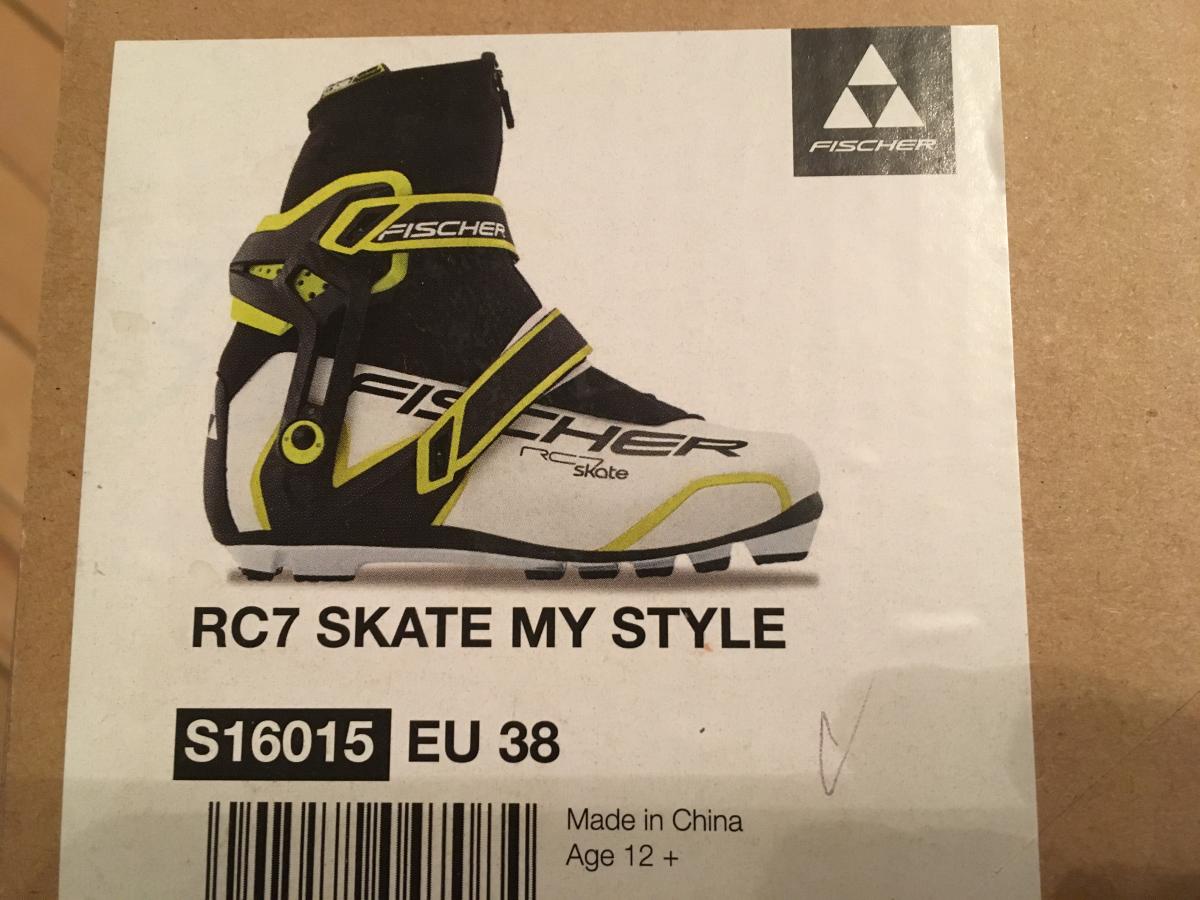 FISCHER
FISCHER
FISCHER
RC7
skate
RC7 SKATE MY STYLE
S16015 EU 38
Made in China
Age 12 +